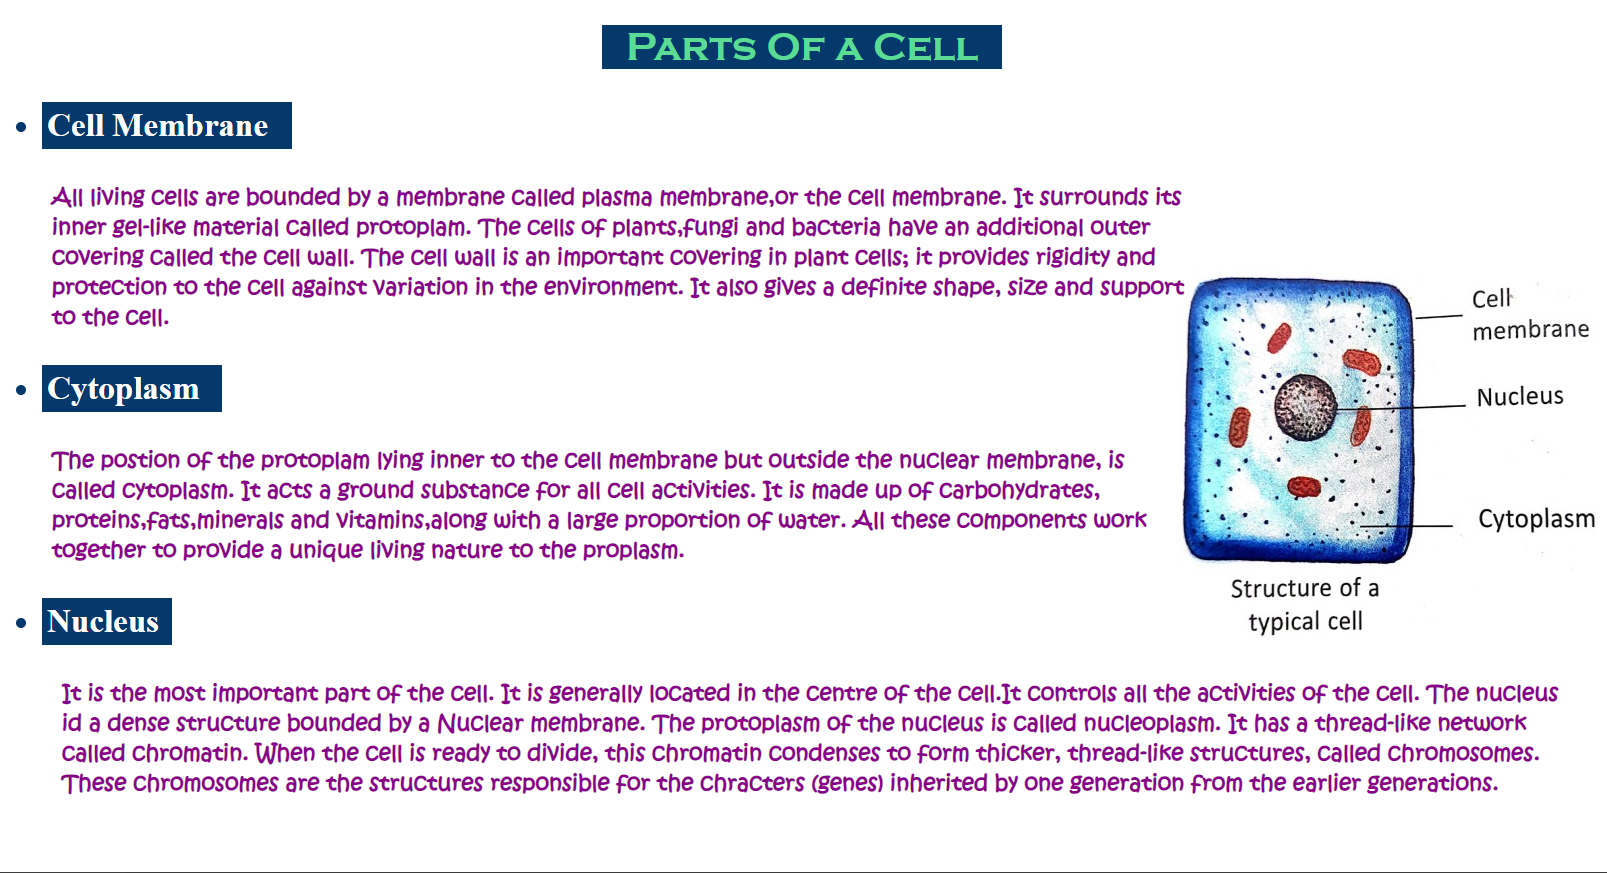 Parts Of a Cell
Cell Membrane
All living cells are bounded by a membrane called plasma membrane,or the cell membrane. It surrounds its
inner gel-like material called protoplam. The cells of plants,fungi and bacteria have an additional outer
covering called the cell wall. The cell wall is an important covering in plant cells; it provides rigidity and
protection to the cell against variation in the environment. It also gives a definite shape, size and support
to the cell.
Cytoplasm
The postion of the protoplam lying inner to the cell membrane but outside the nuclear membrane, is
called cytoplasm. It acts a ground substance for all cell activities. It is made up of carbohydrates,
proteins,fats,minerals and vitamins,along with a large proportion of water. All these components work
together to provide a unique living nature to the proplasm.
Cell
membrane
Nucleus
Cytoplasm
Structure of a
typical cell
Nucleus
It is the most important part of the cell. It is generally located in the centre of the cell.It controls all the activities of the cell. The nucleus
id a dense structure bounded by a Nuclear membrane. The protoplasm of the nucleus is called nucleoplasm. It has a thread-like network
called chromatin. When the cell is ready to divide, this chromatin condenses to form thicker, thread-like structures, called chromosomes.
These chromosomes are the structures responsible for the chracters (genes) inherited by one generation from the earlier generations.